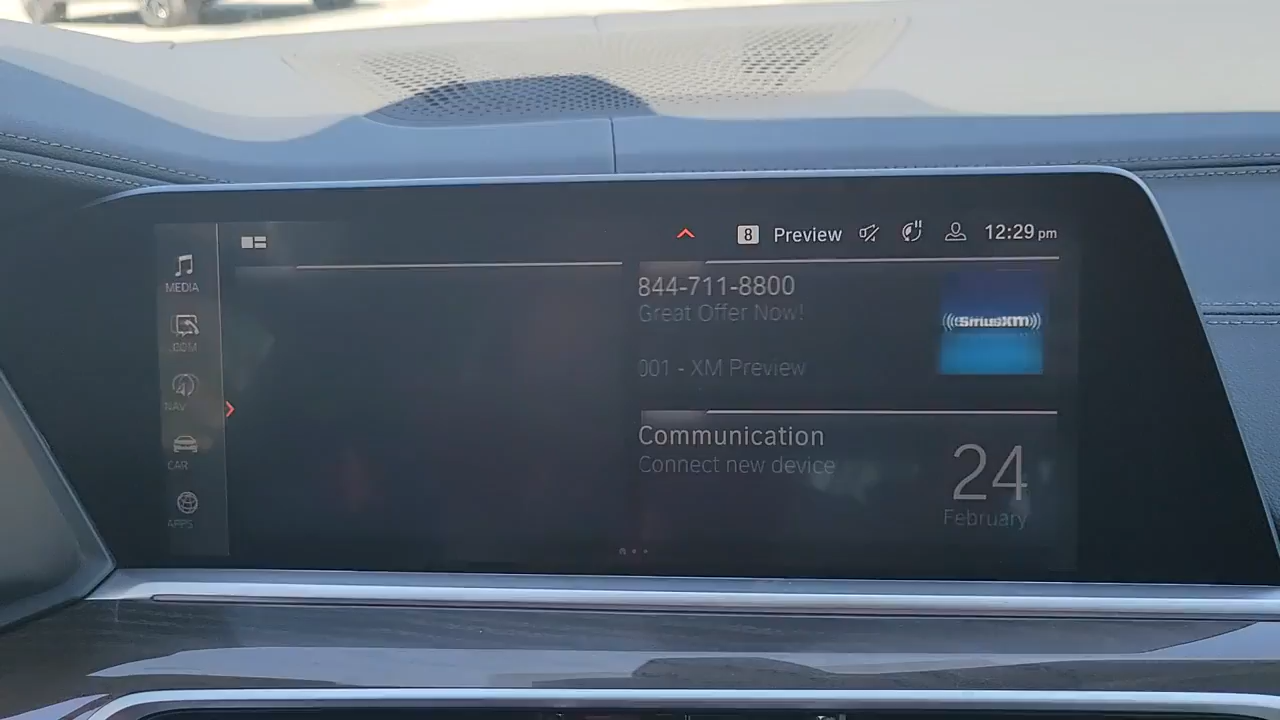 8 Preview 12:29 pm
MEDIA
COM
NAV
CAR
APPS
844-711-8800
Great Offer Now!
001 - XM Preview
((SiriusXM))
Communication
Connect new device
24
February